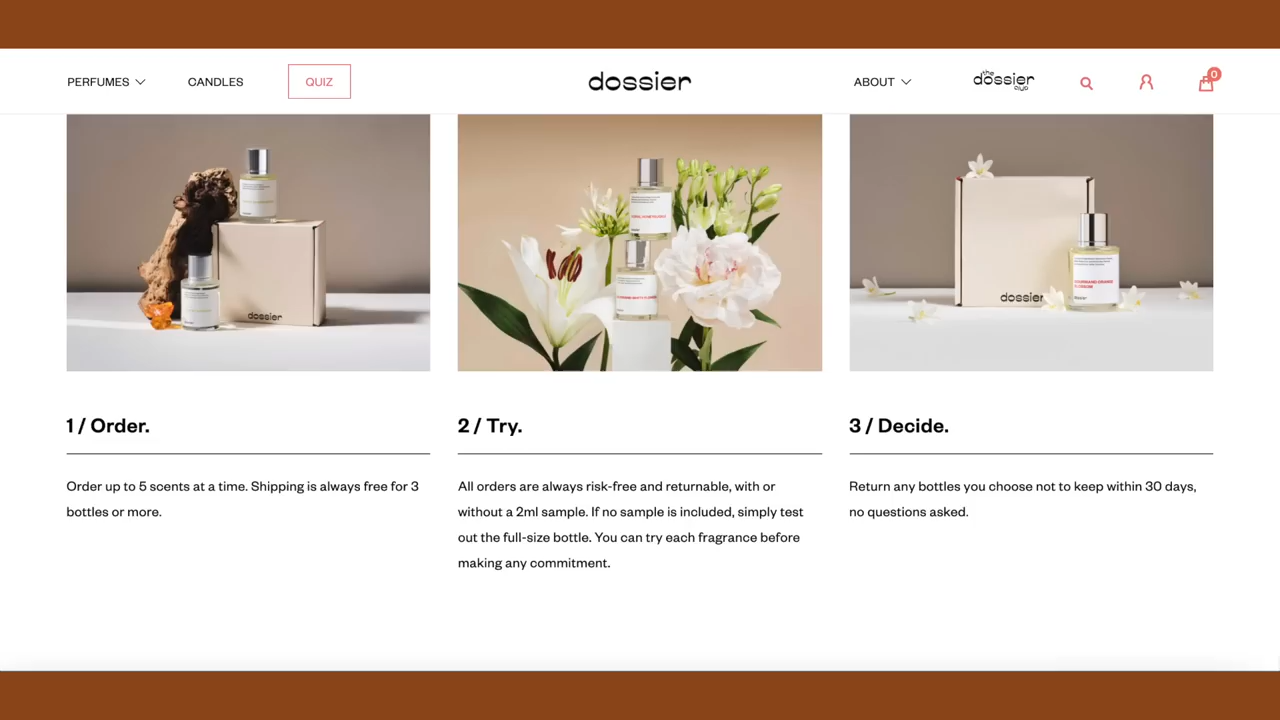 PERFUMES
CANDLES
QUIZ
dossier
ABOUT
the
dossier
club
0
dossier
dossier
1 / Order.
2 / Try.
3 / Decide.
Order up to 5 scents at a time. Shipping is always free for 3
bottles or more.
All orders are always risk-free and returnable, with or
without a 2ml sample. If no sample is included, simply test
out the full-size bottle. You can try each fragrance before
making any commitment.
Return any bottles you choose not to keep within 30 days,
no questions asked.